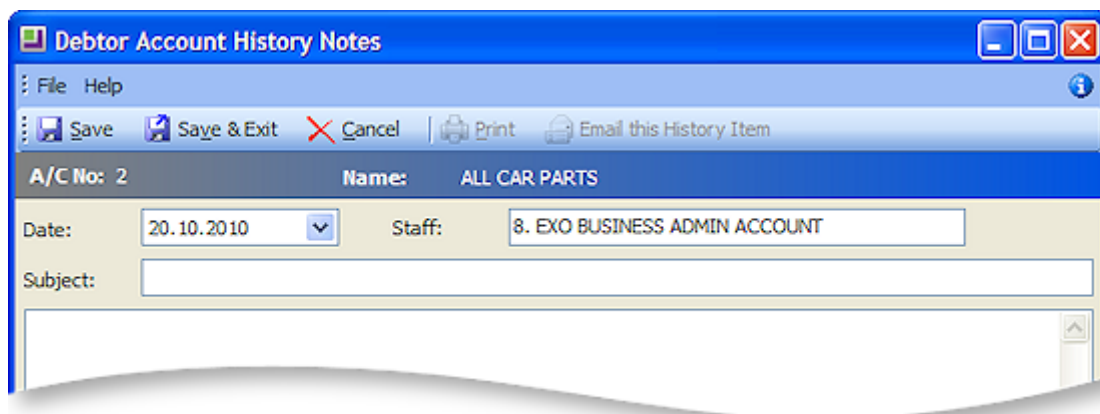 Debtor Account History Notes
File Help
Save Save & Exit Cancel Print Email this History Item
A/C No: 2 Name: ALL CAR PARTS
Date: 20.10.2010 Staff: 8. EXO BUSINESS ADMIN ACCOUNT
Subject: